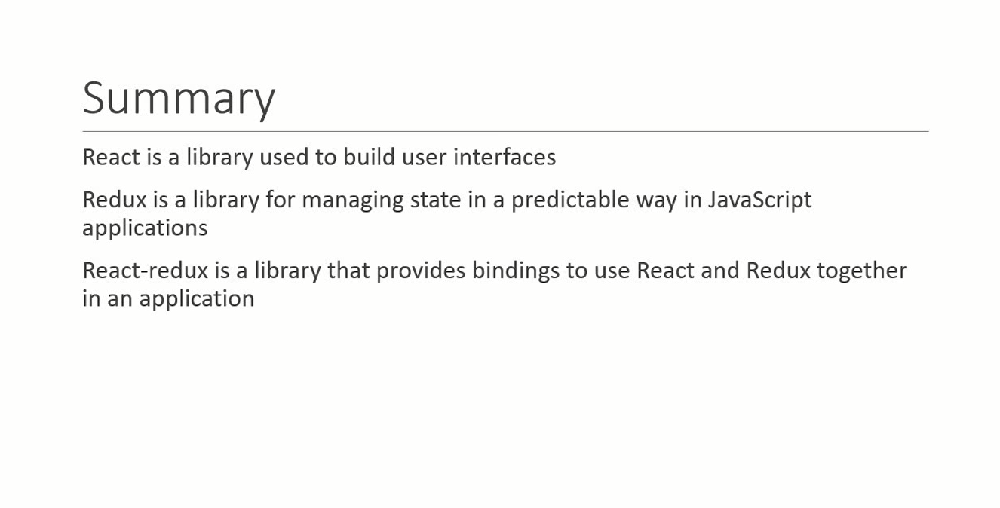 Summary
React is a library used to build user interfaces
Redux is a library for managing state in a predictable way in JavaScript
applications
React-redux is a library that provides bindings to use React and Redux together
in an application